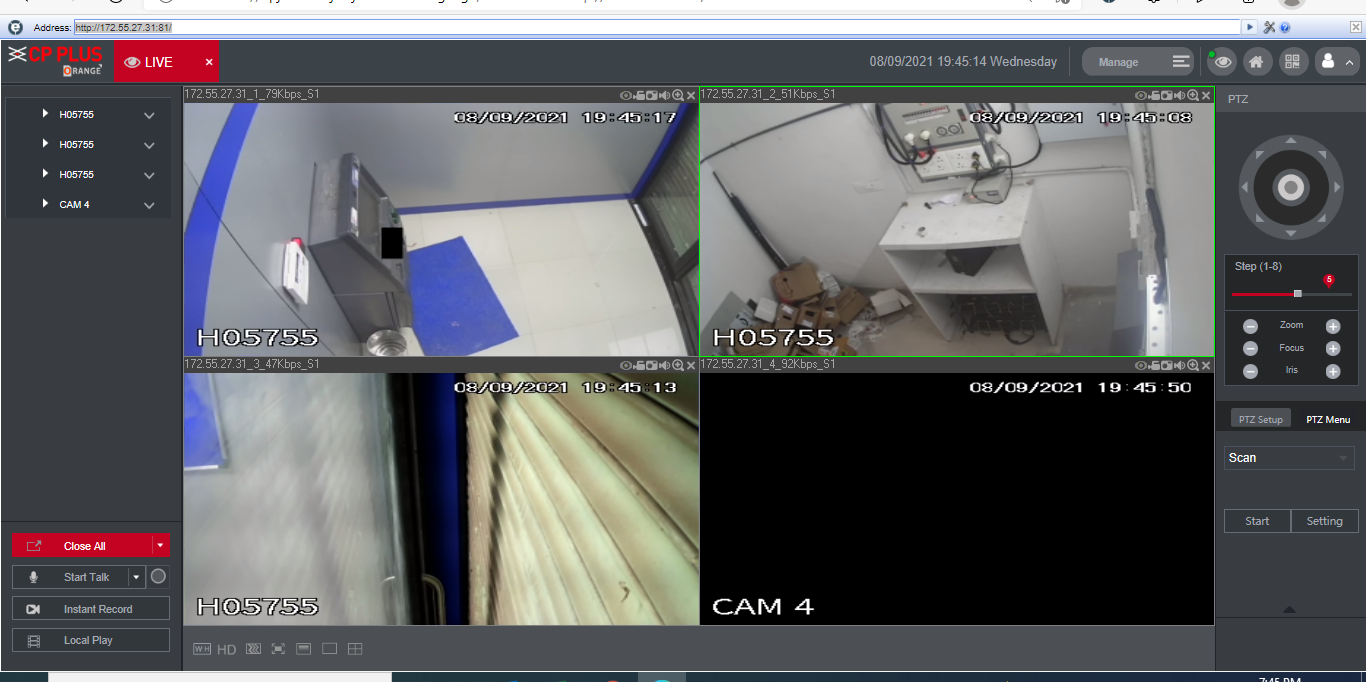 Address: http://172.55.27.31:81/
CP PLUS
ORANGE
LIVE ×
08/09/2021 19:45:14 Wednesday
Manage
H05755
H05755
H05755
CAM 4
172.55.27.31_1_79Kbps_S1
08/09/2021 19:45:17
H05755
172.55.27.31_2_51Kbps_S1
08/09/2021 19:45:08
H05755
172.55.27.31_3_47Kbps_S1
08/09/2021 19:45:13
H05755
172.55.27.31_4_92Kbps_S1
08/09/2021 19:45:50
CAM 4
PTZ
Step (1-8)
5
Zoom
Focus
Iris
PTZ Setup PTZ Menu
Scan
Start Setting
Close All
Start Talk
Instant Record
Local Play
WH HD
7:45 PM